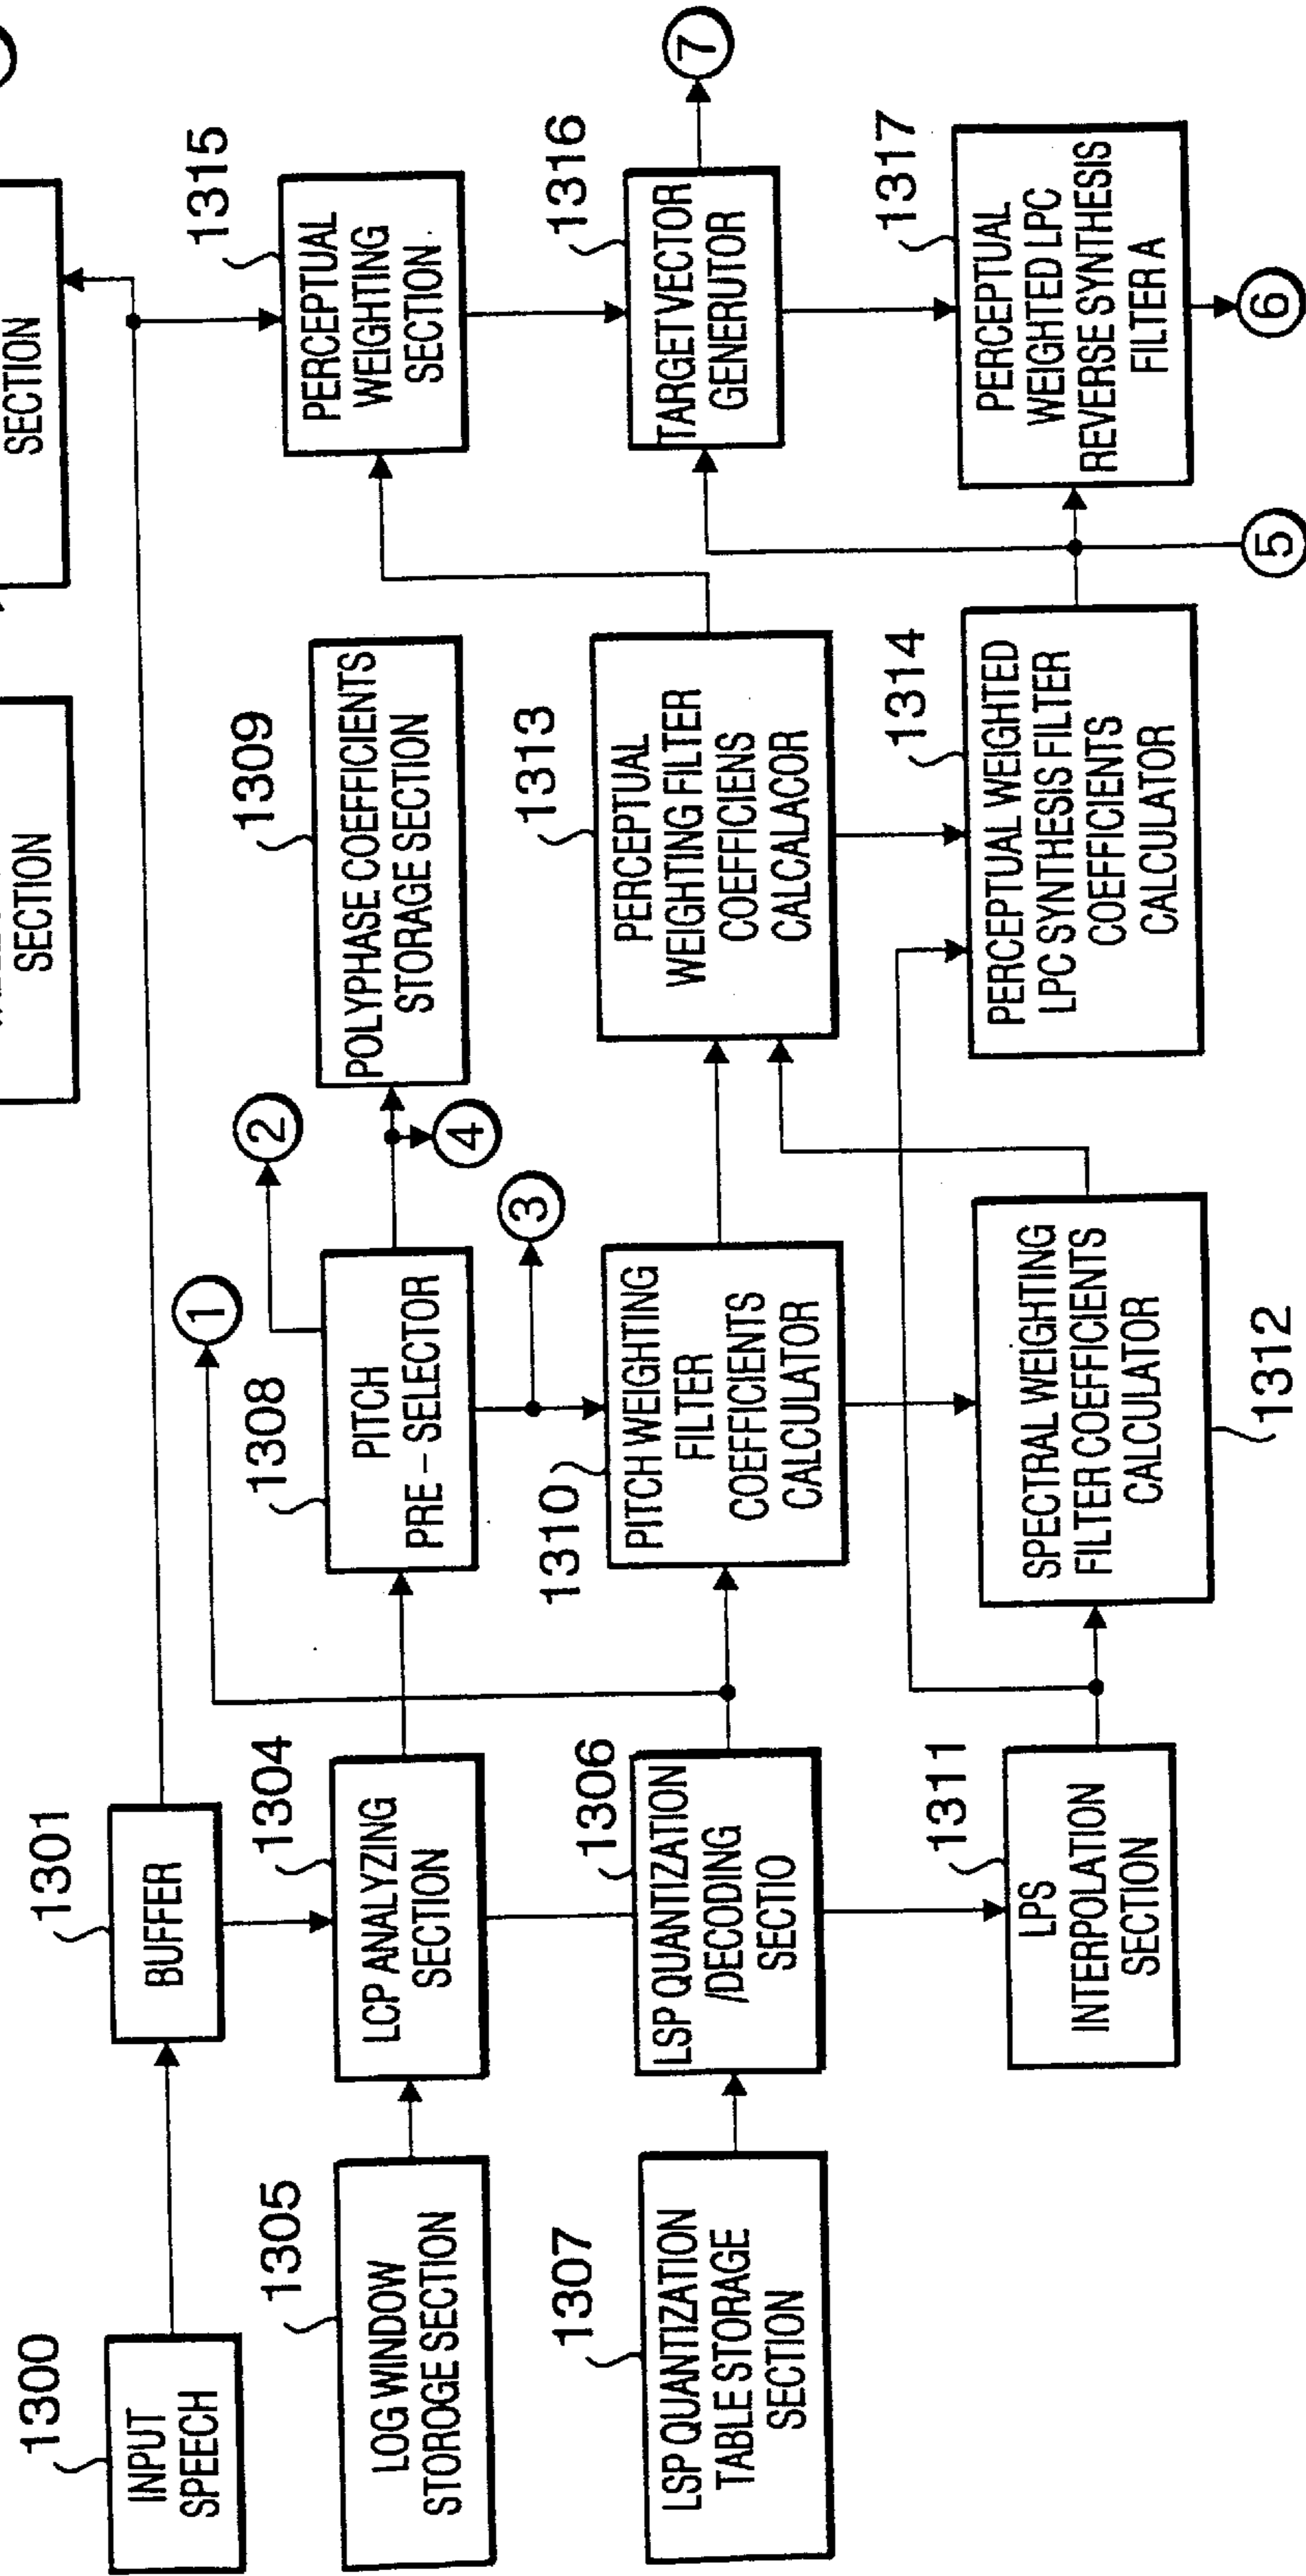 SECTION
SECTION
1300
INPUT
SPEECH
1301
BUFFER
1305
LOG WINDOW
STOROGE SECTION
1304
LCP ANALYZING
SECTION
1308
PITCH
PRE-SELECTOR
1
2
3
4
1309
POLYPHASE COEFFICIENTS
STORAGE SECTION
1315
PERCEPTUAL
WEIGHTING
SECTION
1307
LSP QUANTIZATION
TABLE STORAGE
SECTION
1306
LSP QUANTIZATION
/DECODING
SECTIO
1310
PITCH WEIGHTING
FILTER
COEFFICIENTS
CALCULATOR
1313
PERCEPTUAL
WEIGHTING FILTER
COEFFICIENS
CALCALACOR
1316
TARGET VECTOR
GENERUTOR
7
1311
LPS
INTERPOLATION
SECTION
SPECTRAL WEIGHTING
FILTER COEFFICIENTS
CALCULATOR
1312
1314
PERCEPTUAL WEIGHTED
LPC SYNTHESIS FILTER
COEFFICIENTS
CALCULATOR
1317
PERCEPTUAL
WEIGHTED LPC
REVERSE SYNTHESIS
FILTER A
5
6